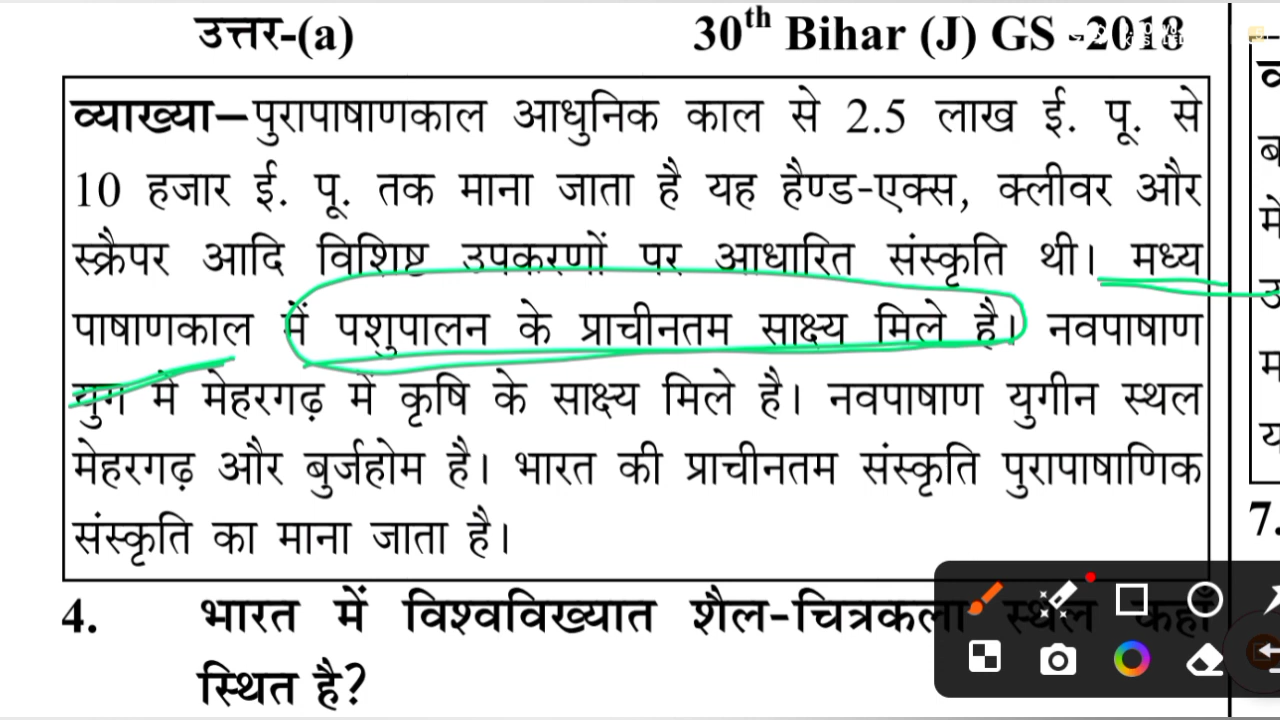 उत्तर-(a) 30th Bihar (J) GS -2018
व्याख्या–पुरापाषाणकाल आधुनिक काल से 2.5 लाख ई. पू. से
10 हजार ई. पू. तक माना जाता है यह हैण्ड-एक्स, क्लीवर और
स्क्रैपर आदि विशिष्ट उपकरणों पर आधारित संस्कृति थी। मध्य
पाषाणकाल में पशुपालन के प्राचीनतम साक्ष्य मिले है। नवपाषाण
युग में मेहरगढ़ में कृषि के साक्ष्य मिले है। नवपाषाण युगीन स्थल
मेहरगढ़ और बुर्जहोम है। भारत की प्राचीनतम संस्कृति पुरापाषाणिक
संस्कृति का माना जाता है।
4. भारत में विश्वविख्यात शैल-चित्रकला स्थल कहाँ
स्थित है?
7.